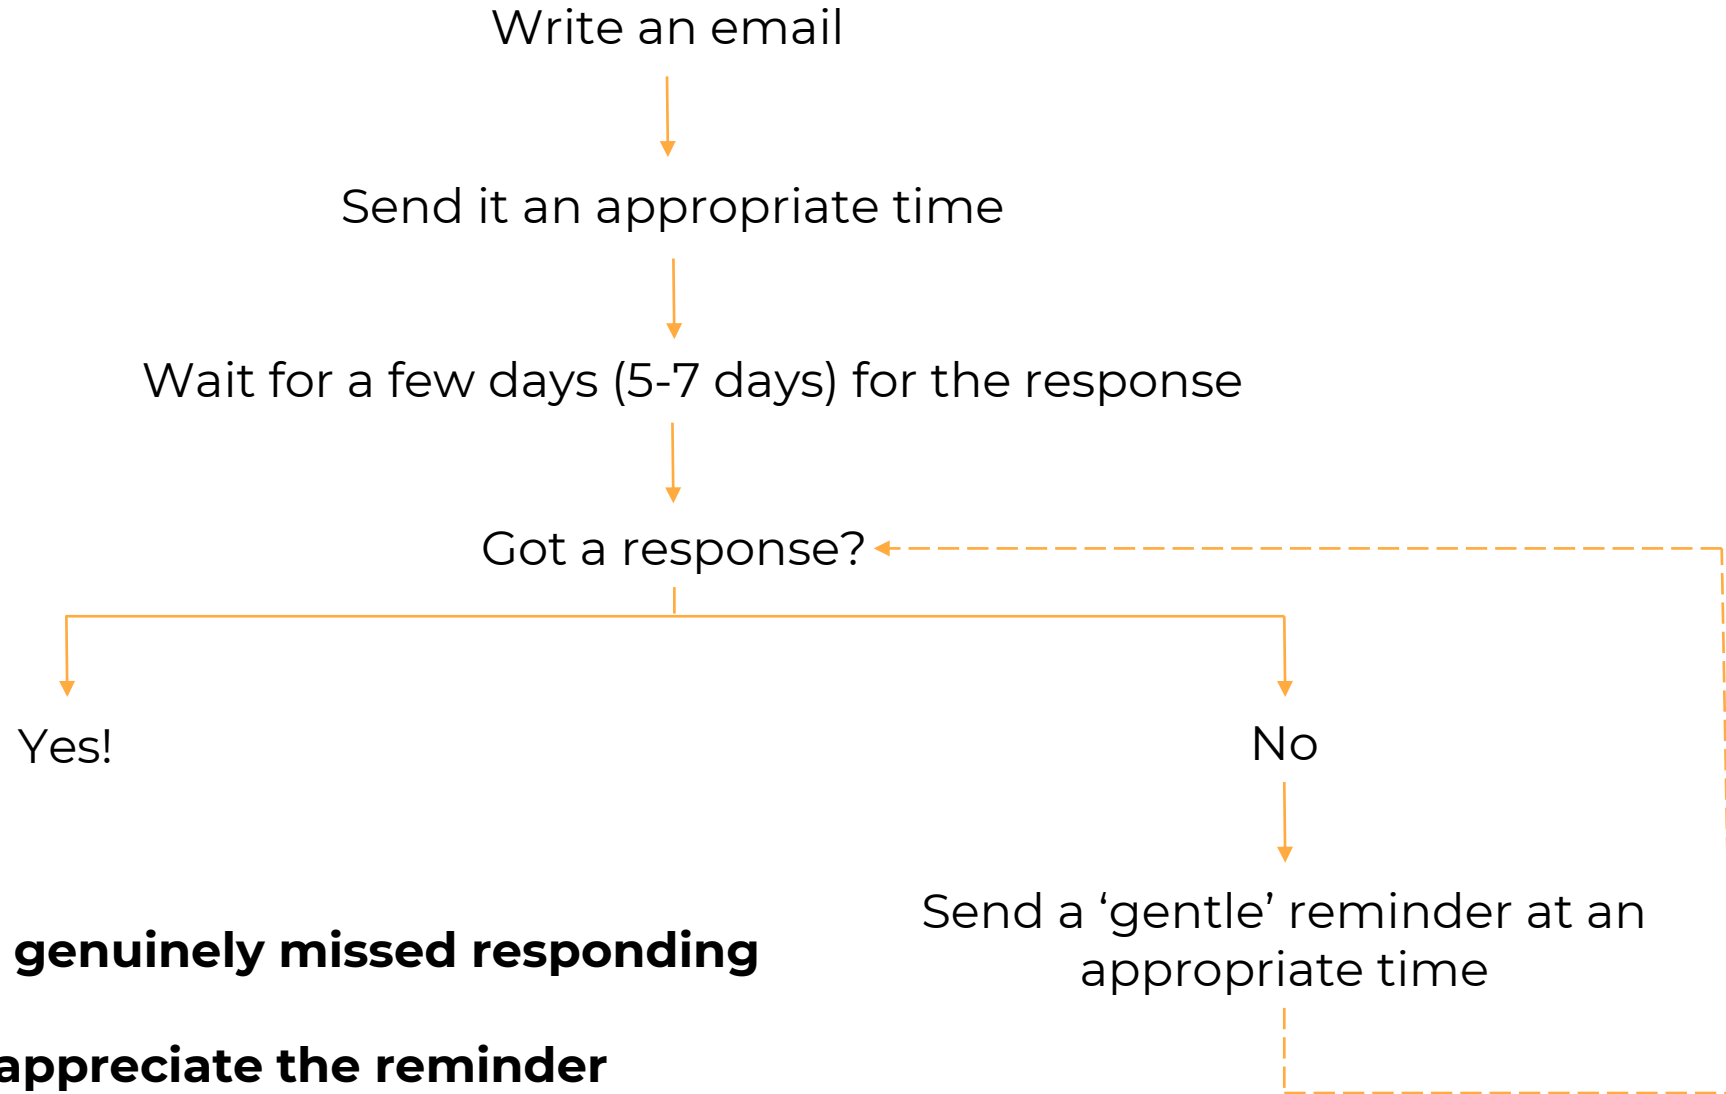 Write an email
Send it an appropriate time
Wait for a few days (5-7 days) for the response
Got a response?
Yes!
No
Send a ‘gentle’ reminder at an
appropriate time
genuinely missed responding
appreciate the reminder